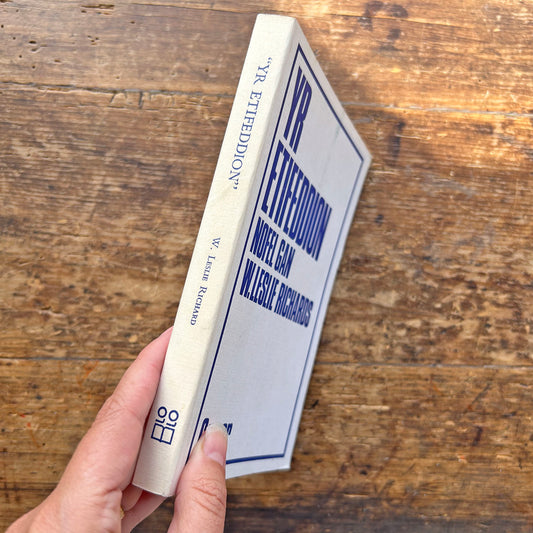 “YR ETIFEDDION”
W. LESLIE RICHARD
YR
ETIFEDDION
NOFEL GAN
W.LESLIE RICHARDS